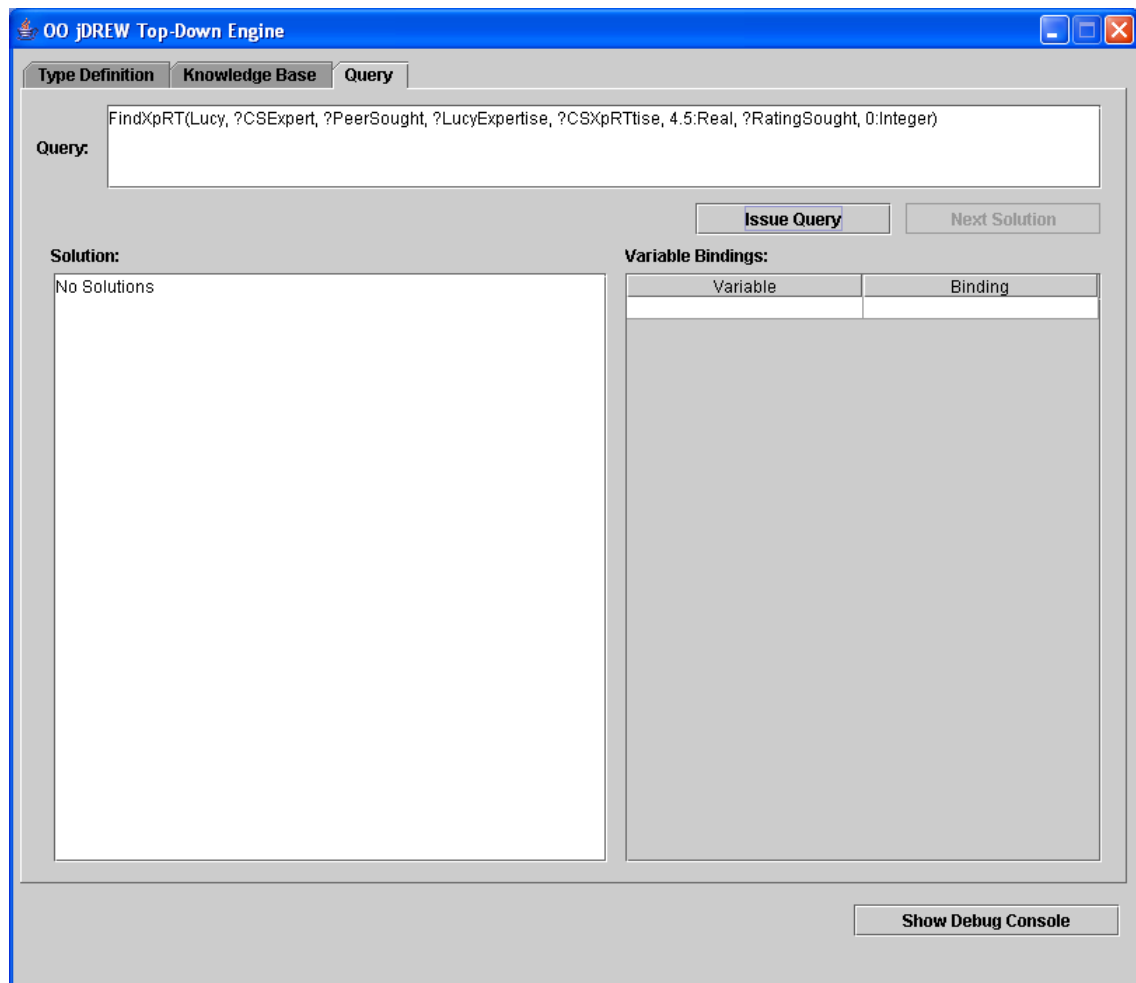 OO jDREW Top-Down Engine
Type Definition Knowledge Base Query
FindXpRT(Lucy, ?CSExpert, ?PeerSought, ?LucyExpertise, ?CSXpRTtise, 4.5:Real, ?RatingSought, 0:Integer)
Query:
Issue Query Next Solution
Solution: Variable Bindings:
No Solutions Variable Binding
Show Debug Console